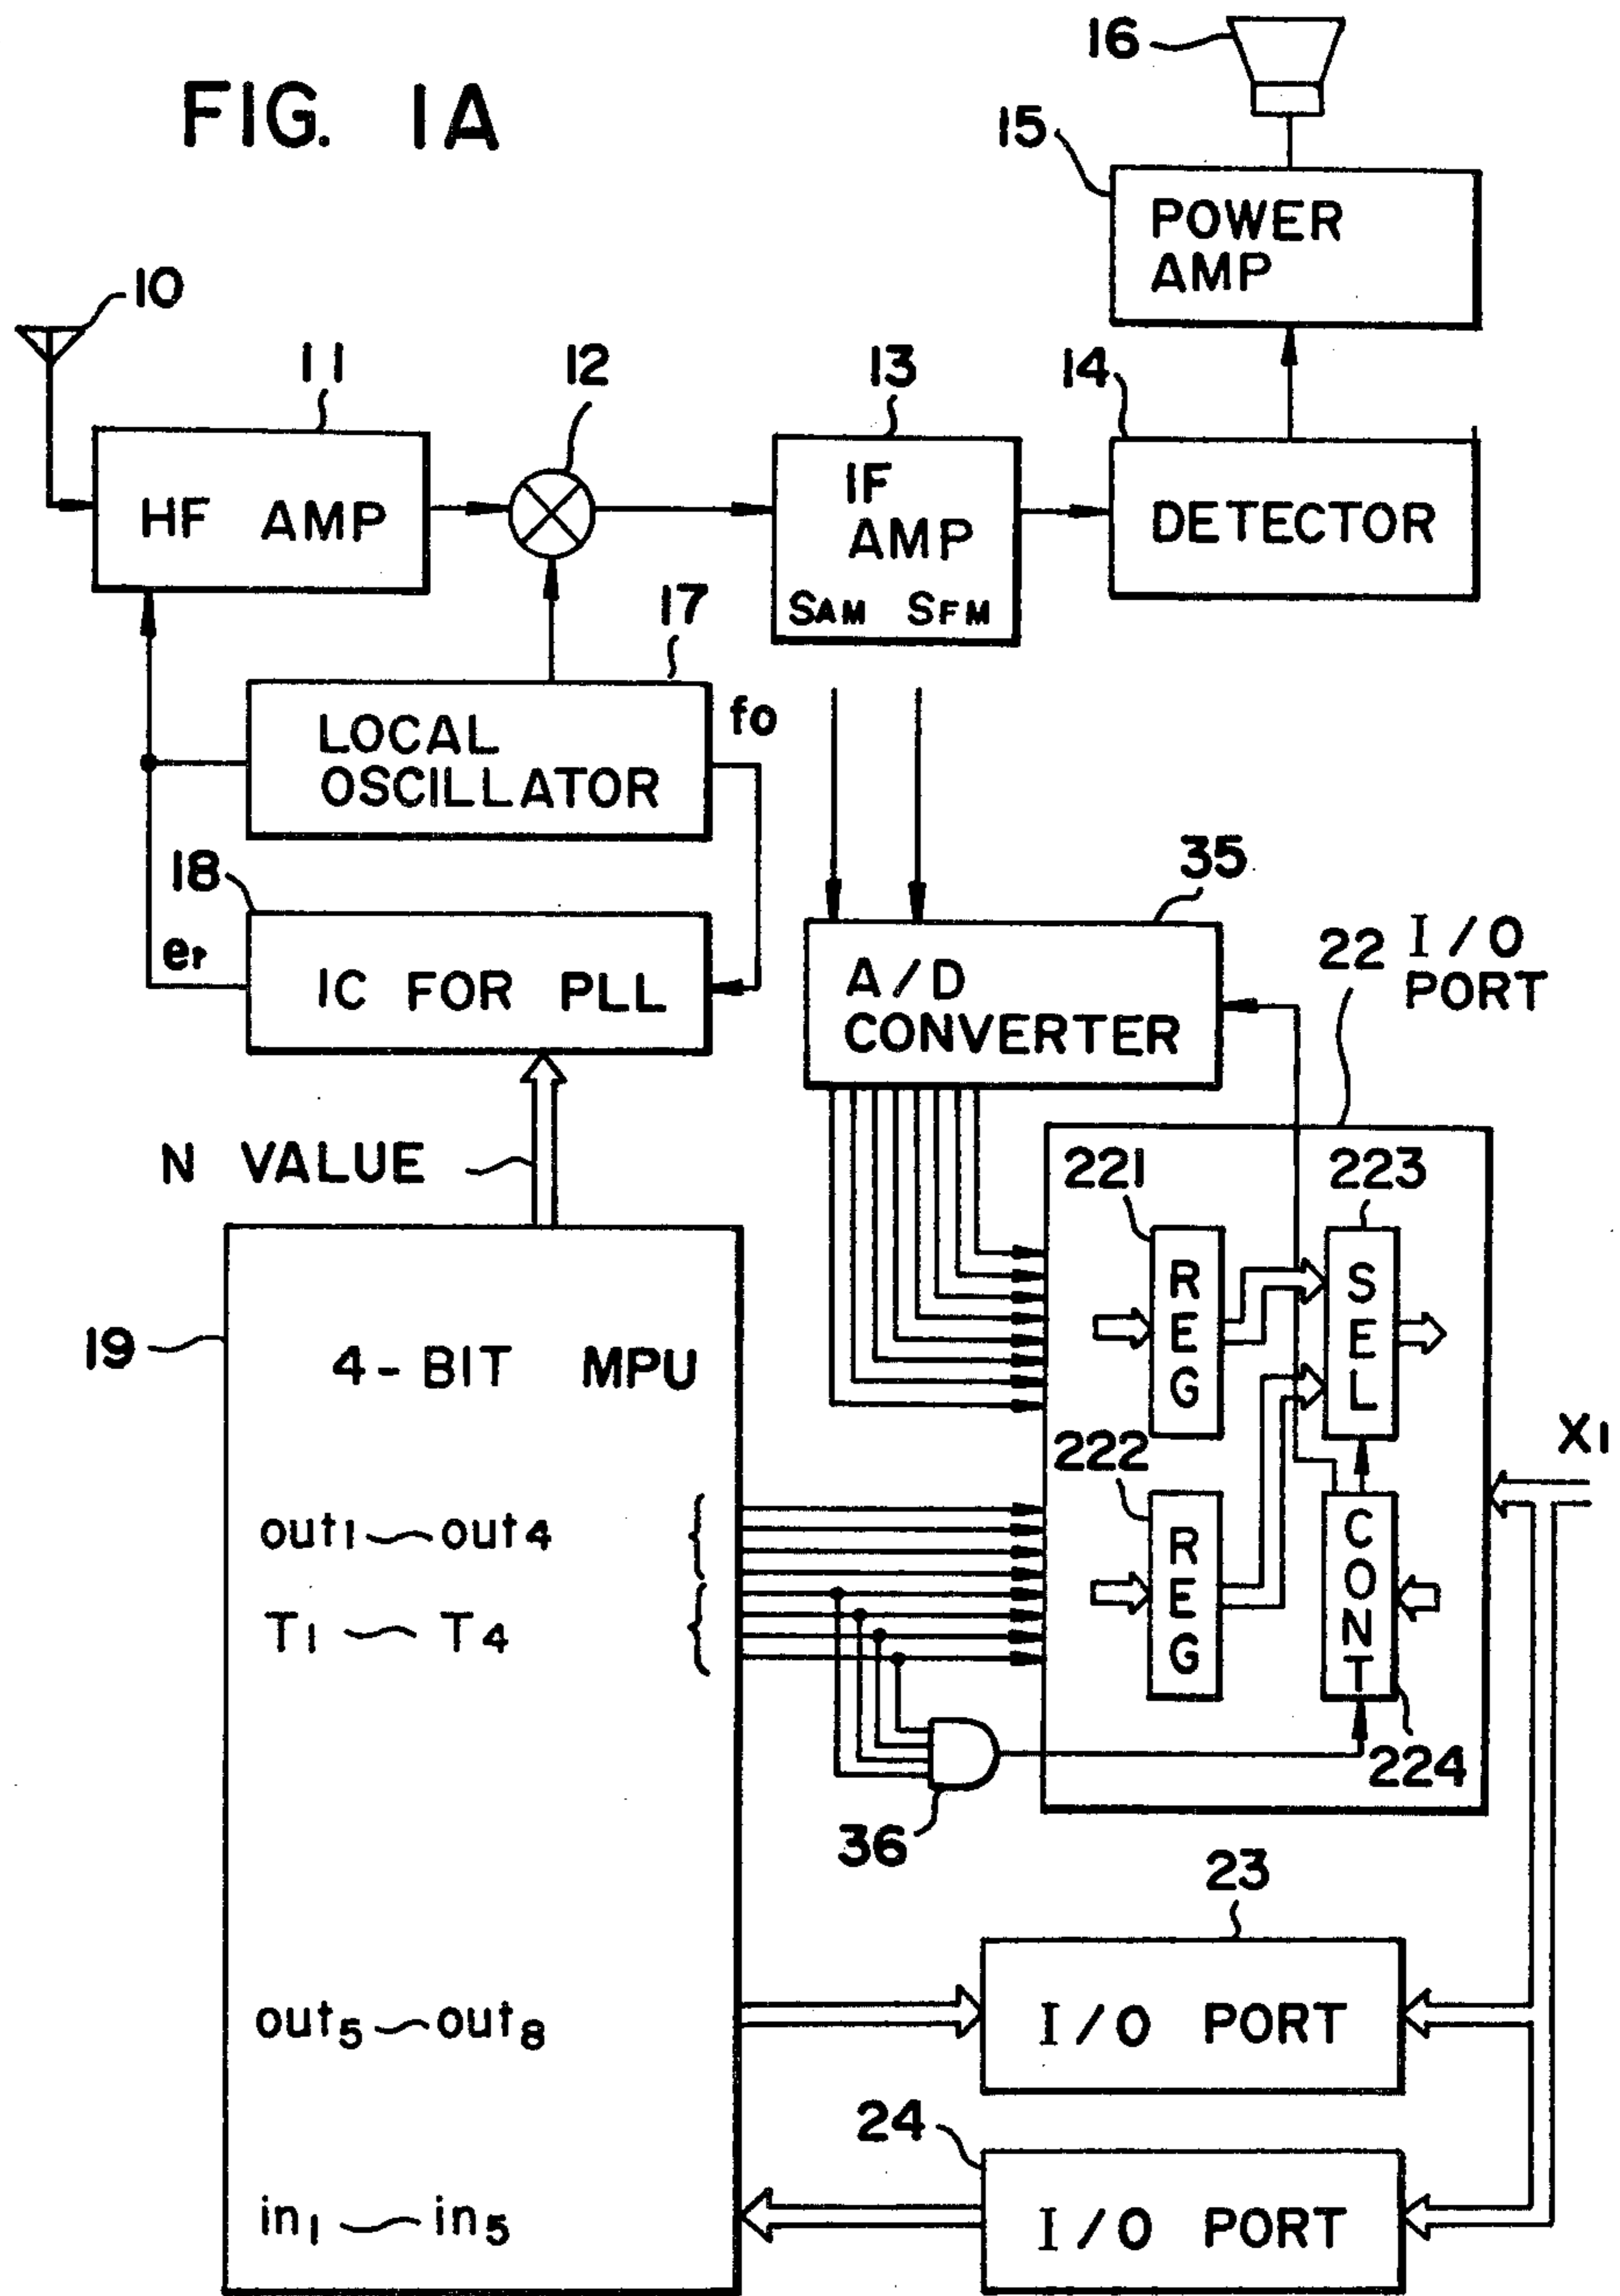 FIG. 1A
16
15
POWER
AMP
10
11
12
13
14
HF AMP
IF
AMP
SAM SFM
DETECTOR
17
LOCAL
OSCILLATOR
fo
18
er
IC FOR PLL
35
A/D
CONVERTER
22 I/O
PORT
N VALUE
221
223
REG
SEL
19
4-BIT MPU
X1
222
REG
CONT
out1~out4
T1~T4
224
36
23
out5~out8
I/O PORT
24
in1~in5
I/O PORT